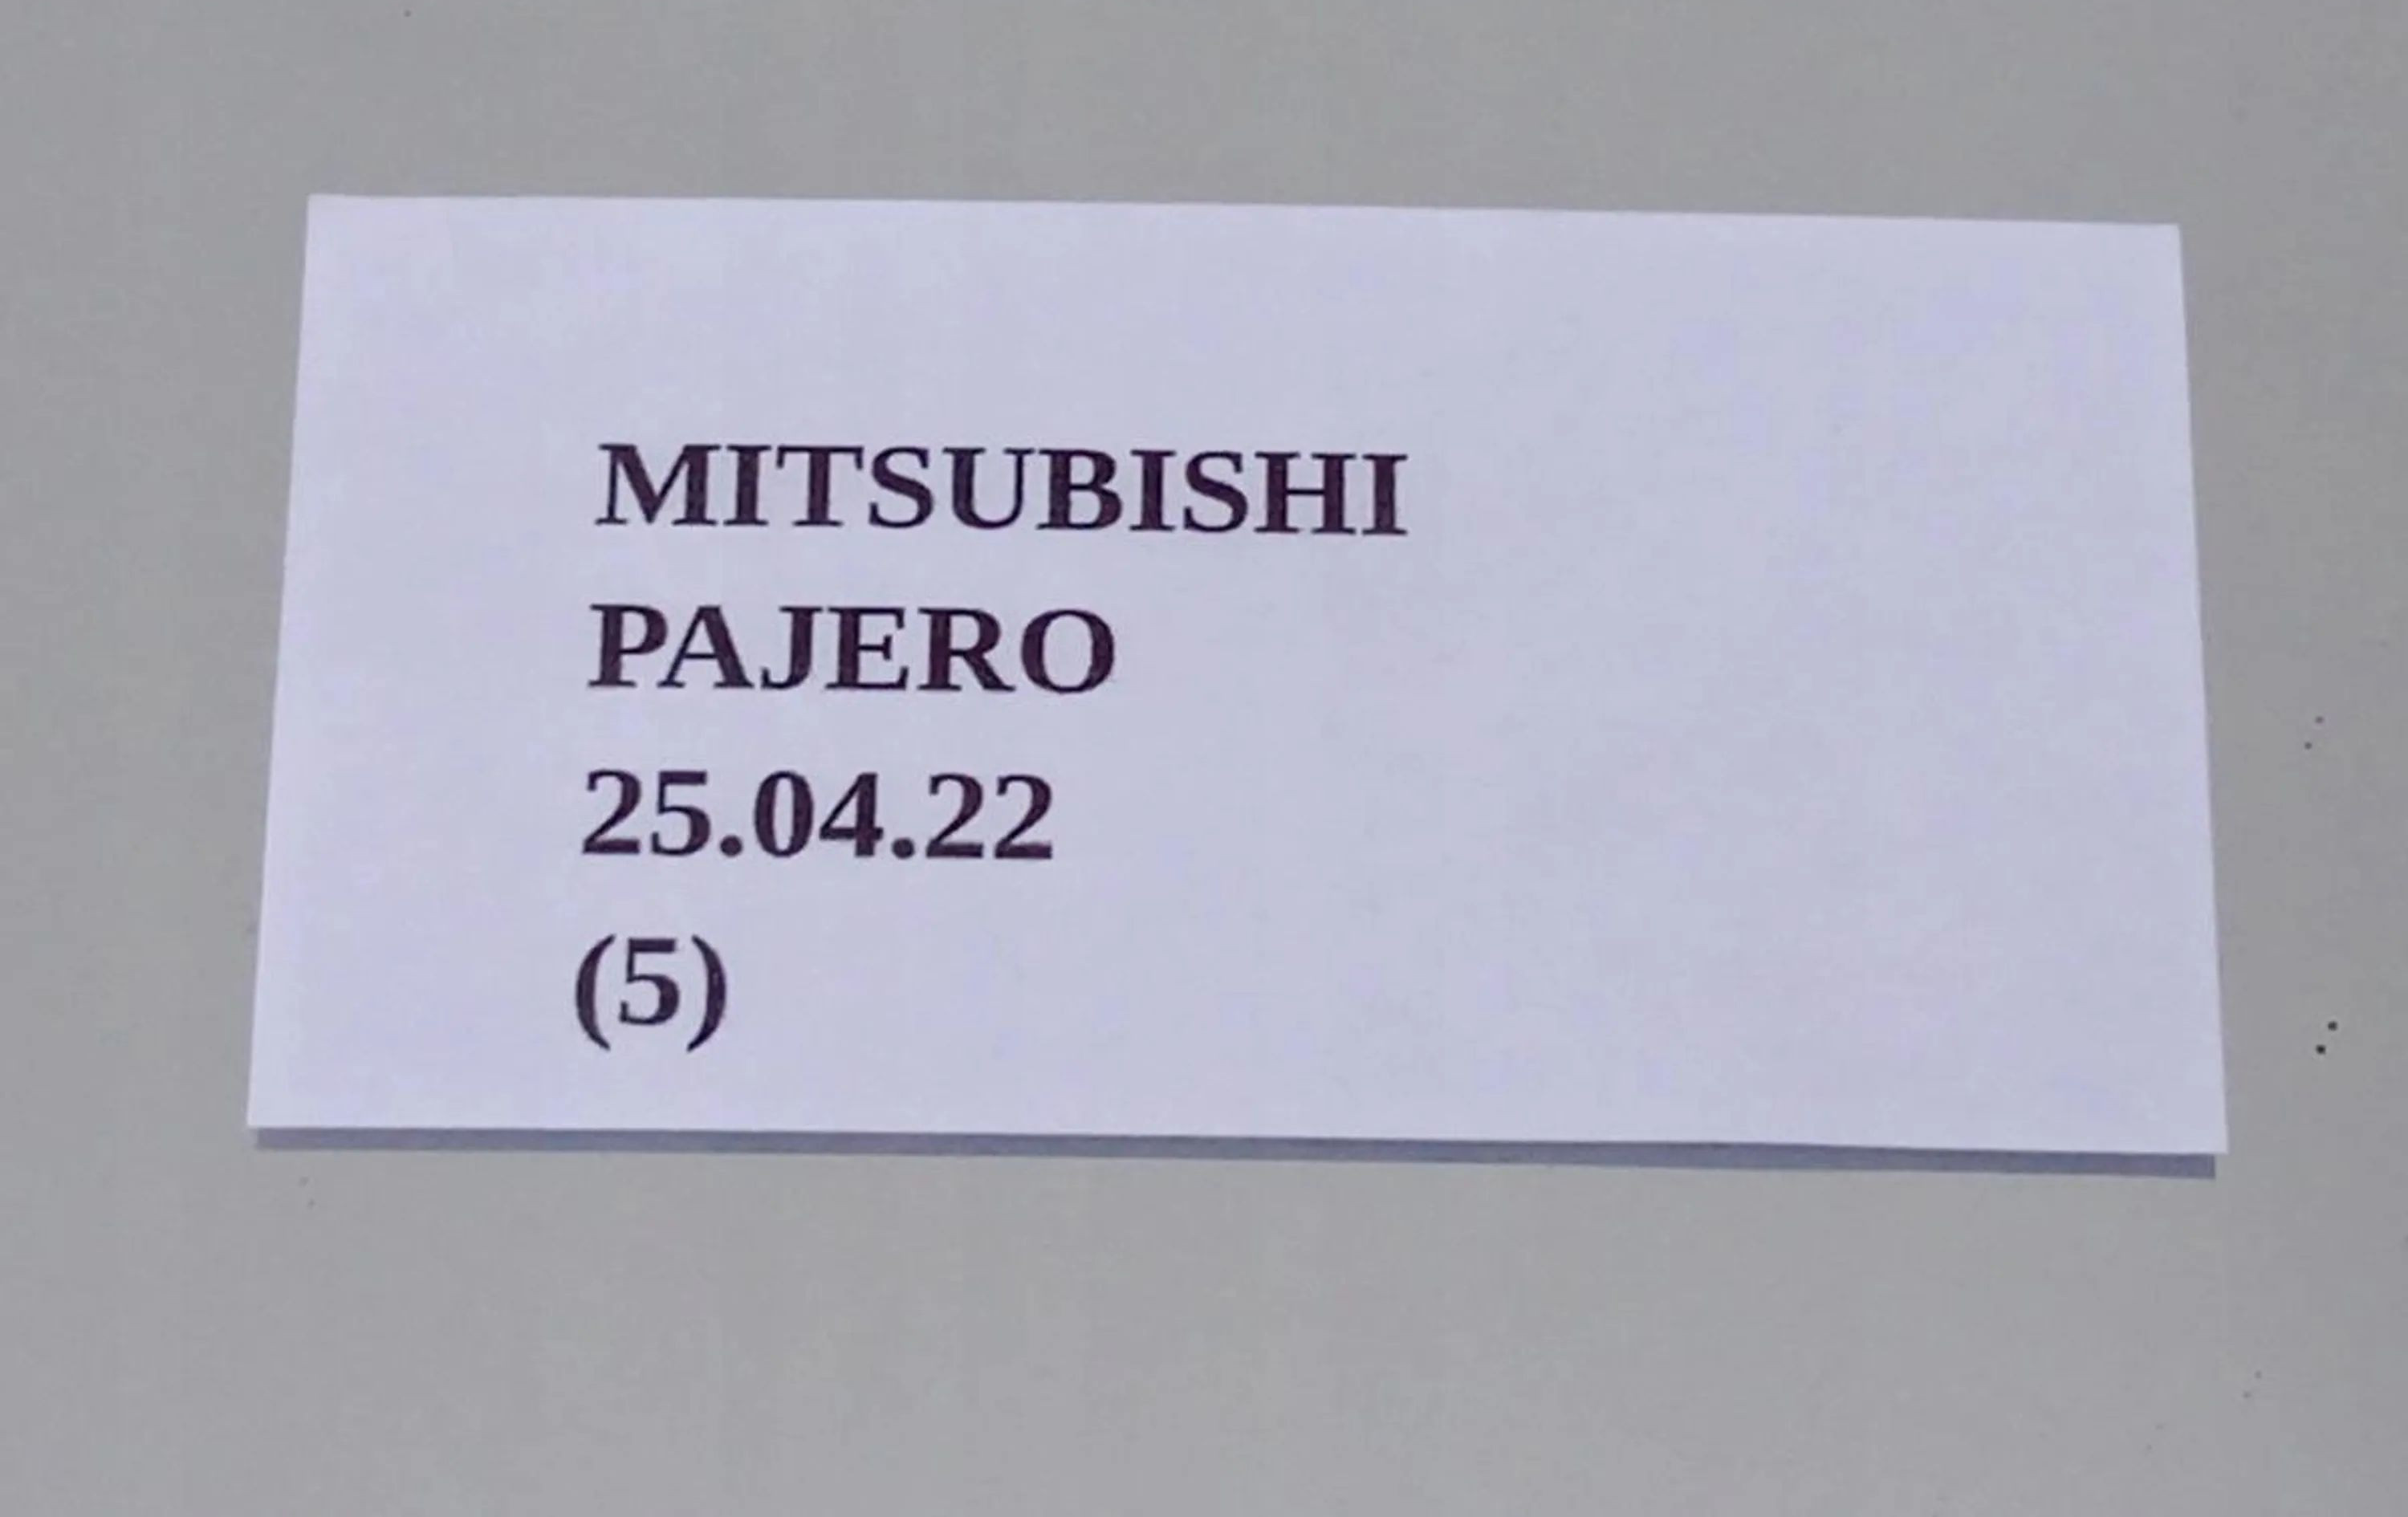 MITSUBISHI
PAJERO
25.04.22
(5)